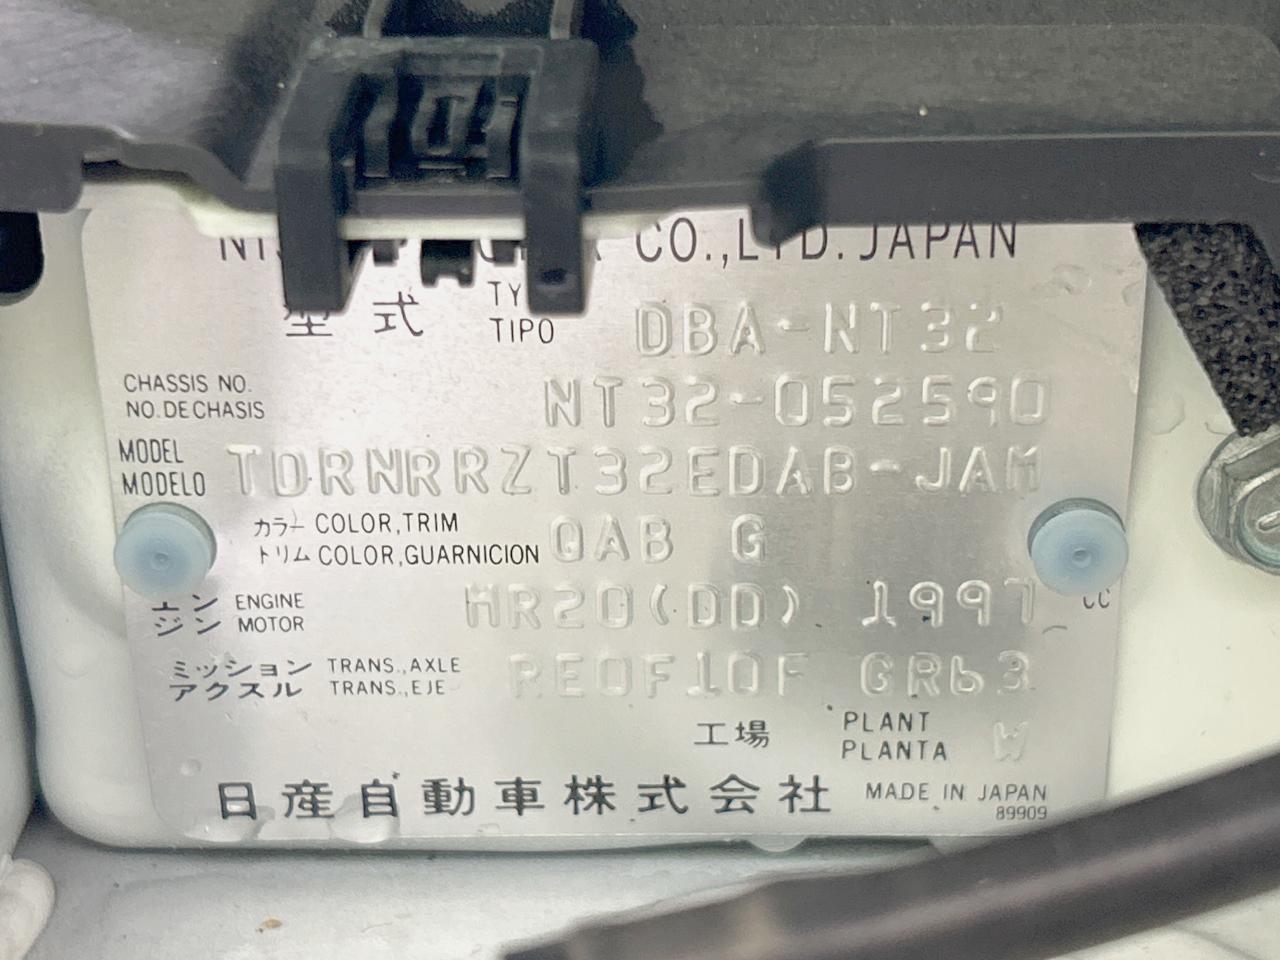 CO.,LTD. JAPAN
型式 TIPO DBA-NT32
CHASSIS NO.
NO. DE CHASIS NT32-052590
MODEL
MODELO TDRNRRZT32EDAB-JAM
カラー COLOR,TRIM
トリム COLOR,GUARNICION QAB G
エンジン ENGINE
MOTOR HR20(DD) 1997 CC
ミッション TRANS.,AXLE
アクスル TRANS.,EJE RE0F10F GR63
工場 PLANT
PLANTA W
日産自動車株式会社 MADE IN JAPAN
89909